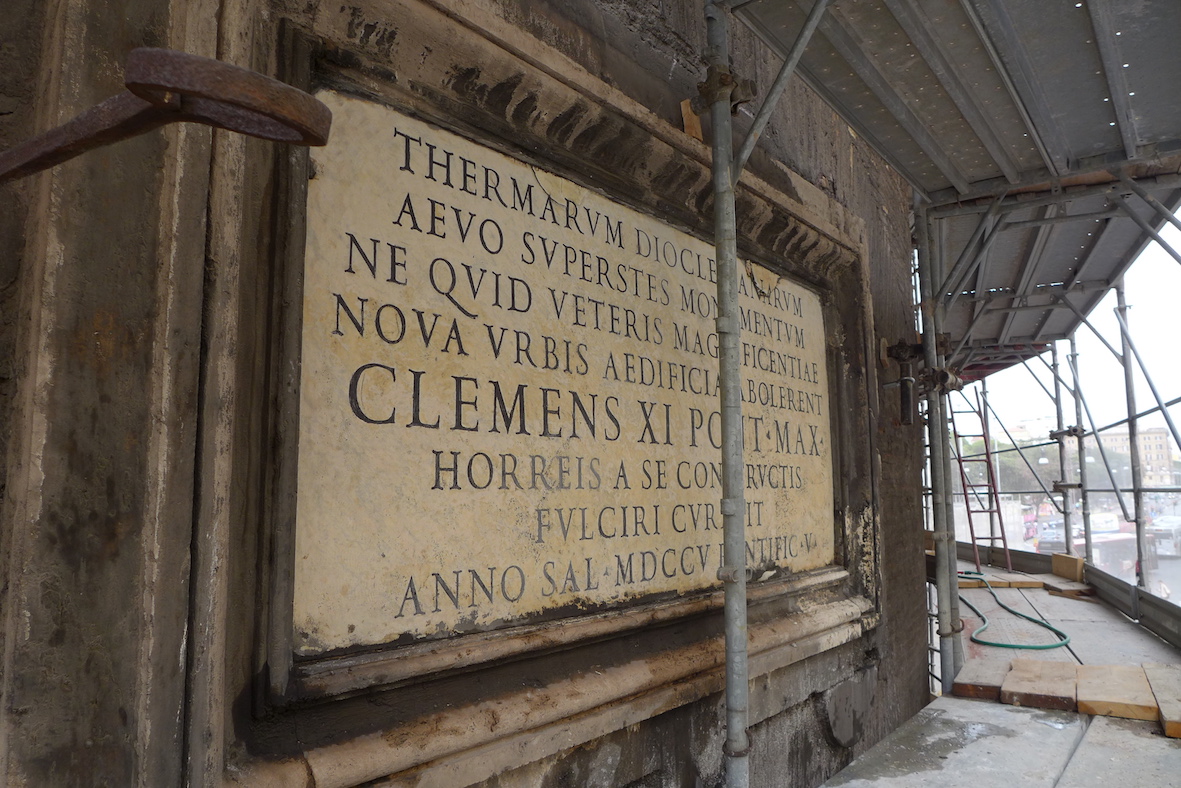 THERMARVM DIOCLETIANARVM
AEVO SVPERSTES MONVMENTVM
NE QVID VETERIS MAGNIFICENTIAE
NOVA VRBIS AEDIFICIA ABOLERENT
CLEMENS XI PONT·MAX·
HORREIS A SE CONSTRVCTIS
FVLCIRI CVRAVIT
ANNO SAL·MDCCV PONTIFIC·V·